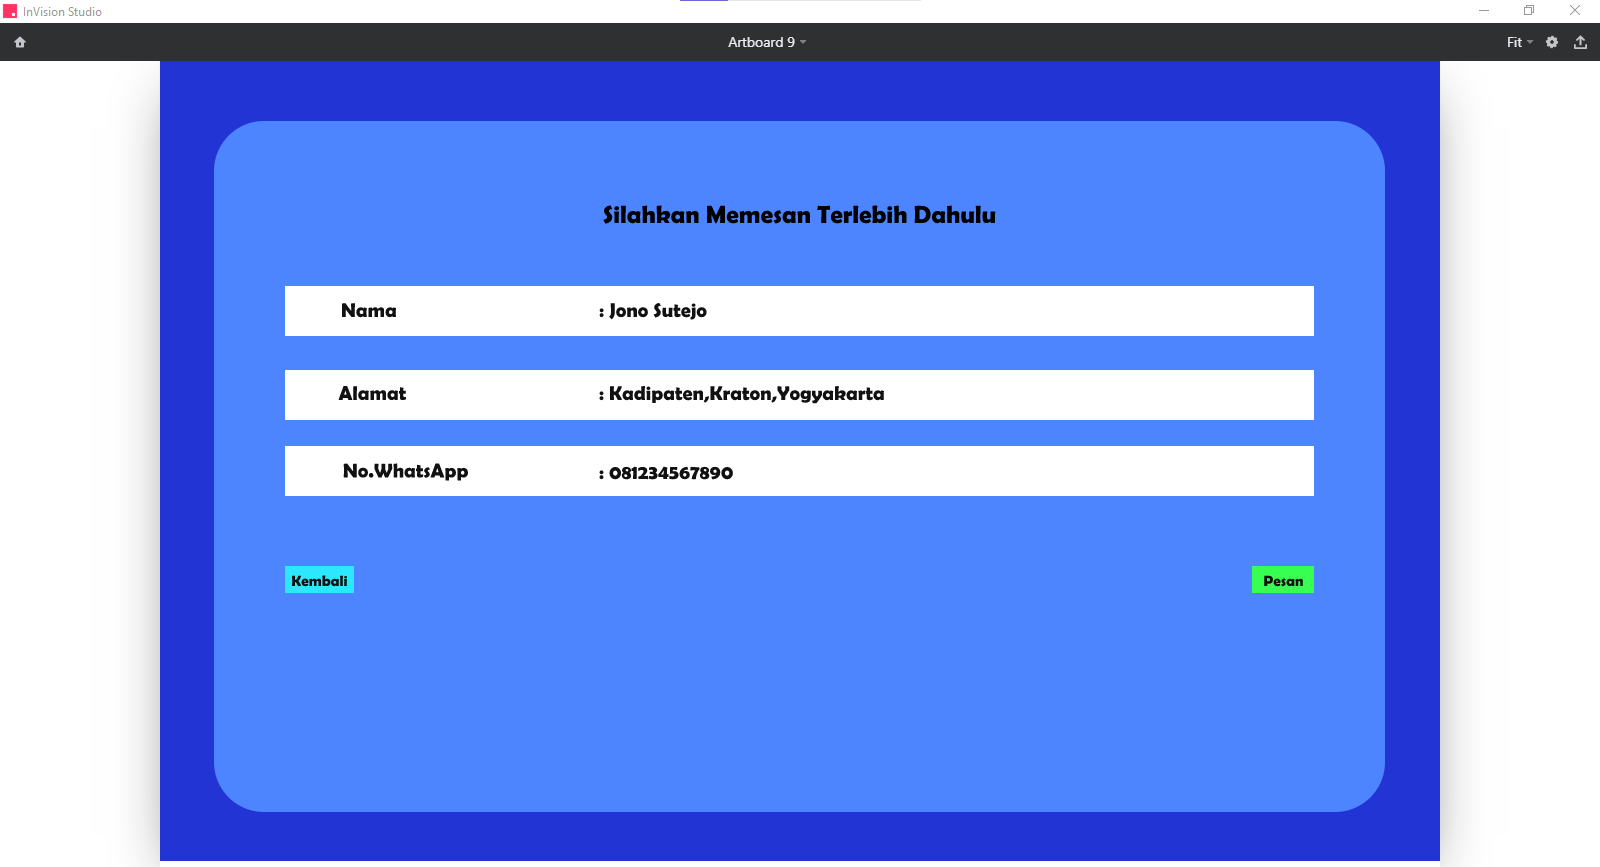 InVision Studio
Artboard 9
Fit
Silahkan Memesan Terlebih Dahulu
Nama : Jono Sutejo
Alamat : Kadipaten,Kraton,Yogyakarta
No.WhatsApp : 081234567890
Kembali
Pesan